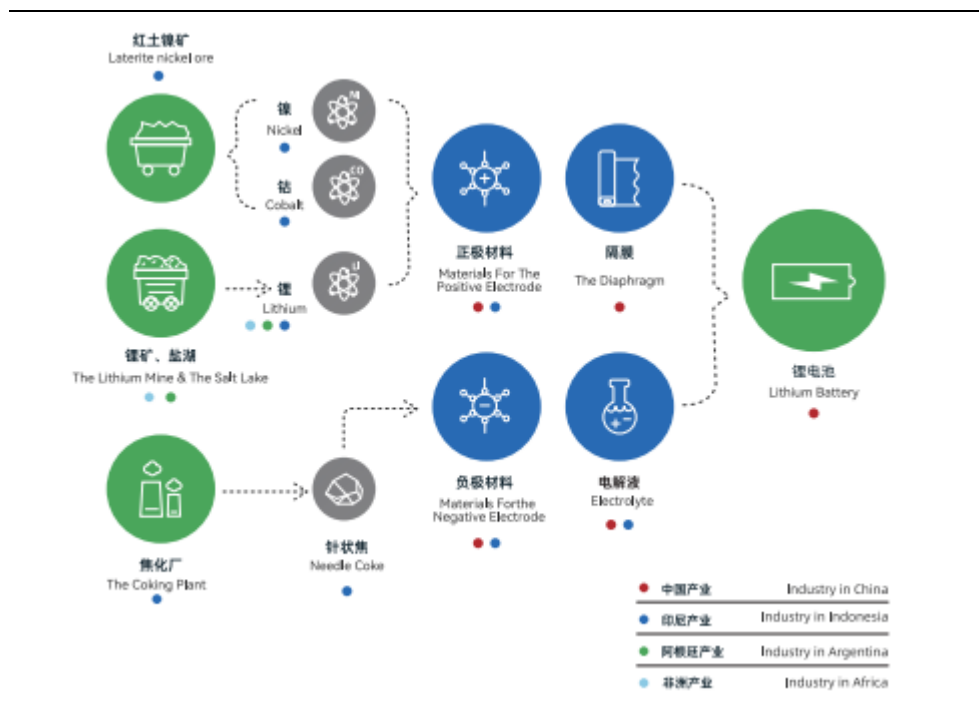 红土镍矿
Laterite nickel ore
镍
Nickel
NI
钴
Cobalt
CO
锂
Lithium
LI
锂矿、盐湖
The Lithium Mine & The Salt Lake
焦化厂
The Coking Plant
针状焦
Needle Coke
正极材料
Materials For The
Positive Electrode
隔膜
The Diaphragm
负极材料
Materials Forthe
Negative Electrode
电解液
Electrolyte
锂电池
Lithium Battery
中国产业 Industry in China
印尼产业 Industry in Indonesia
阿根廷产业 Industry in Argentina
非洲产业 Industry in Africa